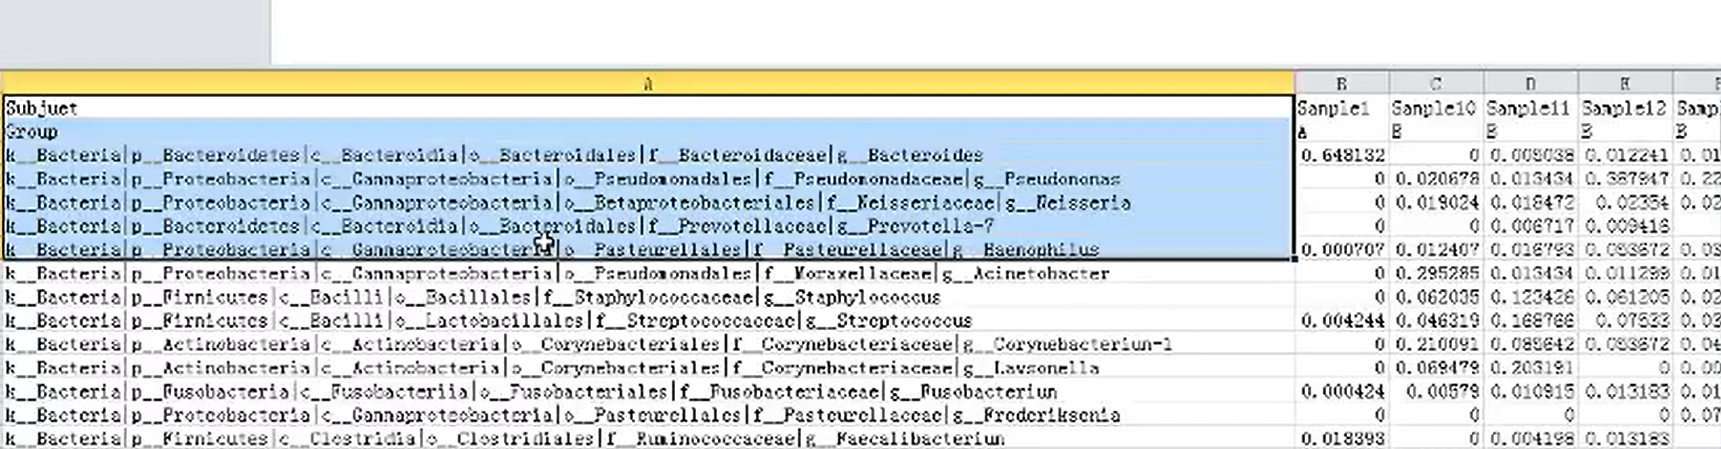 A B C D E
Subjuet Sample1 Sample10 Sample11 Sample12 Samp
Group A B B B B
k__Bacteria|p__Bacteroidetes|c__Bacteroidia|o__Bacteroidales|f__Bacteroidaceae|g__Bacteroides 0.648132 0 0.005038 0.012241 0.01
k__Bacteria|p__Proteobacteria|c__Gammaproteobacteria|o__Pseudomonadales|f__Pseudomonadaceae|g__Pseudomonas 0 0.020678 0.013434 0.387947 0.22
k__Bacteria|p__Proteobacteria|c__Gammaproteobacteria|o__Betaproteobacteriales|f__Neisseriaceae|g__Neisseria 0 0.019024 0.018472 0.02354 0.02
k__Bacteria|p__Bacteroidetes|c__Bacteroidia|o__Bacteroidales|f__Prevotellaceae|g__Prevotella-7 0 0 0.006717 0.009416
k__Bacteria|p__Proteobacteria|c__Gammaproteobacteria|o__Pasteurellales|f__Pasteurellaceae|g__Haemophilus 0.000707 0.012407 0.016793 0.053672 0.01
k__Bacteria|p__Proteobacteria|c__Gammaproteobacteria|o__Pseudomonadales|f__Moraxellaceae|g__Acinetobacter 0 0.295285 0.013434 0.011299 0.01
k__Bacteria|p__Firmicutes|c__Bacilli|o__Bacillales|f__Staphylococcaceae|g__Staphylococcus 0 0.062035 0.123426 0.061205 0.02
k__Bacteria|p__Firmicutes|c__Bacilli|o__Lactobacillales|f__Streptococcaceae|g__Streptococcus 0.004244 0.046319 0.168766 0.07533 0.03
k__Bacteria|p__Actinobacteria|c__Actinobacteria|o__Corynebacteriales|f__Corynebacteriaceae|g__Corynebacterium-1 0 0.210091 0.085642 0.053672 0.04
k__Bacteria|p__Actinobacteria|c__Actinobacteria|o__Corynebacteriales|f__Corynebacteriaceae|g__Lawsonella 0 0.069479 0.203191 0 0.00
k__Bacteria|p__Fusobacteria|c__Fusobacteriia|o__Fusobacteriales|f__Fusobacteriaceae|g__Fusobacterium 0.000424 0.00579 0.010915 0.013183 0.01
k__Bacteria|p__Proteobacteria|c__Gammaproteobacteria|o__Pasteurellales|f__Pasteurellaceae|g__Frederiksenia 0 0 0 0 0.07
k__Bacteria|p__Firmicutes|c__Clostridia|o__Clostridiales|f__Ruminococcaceae|g__Faecalibacterium 0.018393 0 0.004198 0.013183